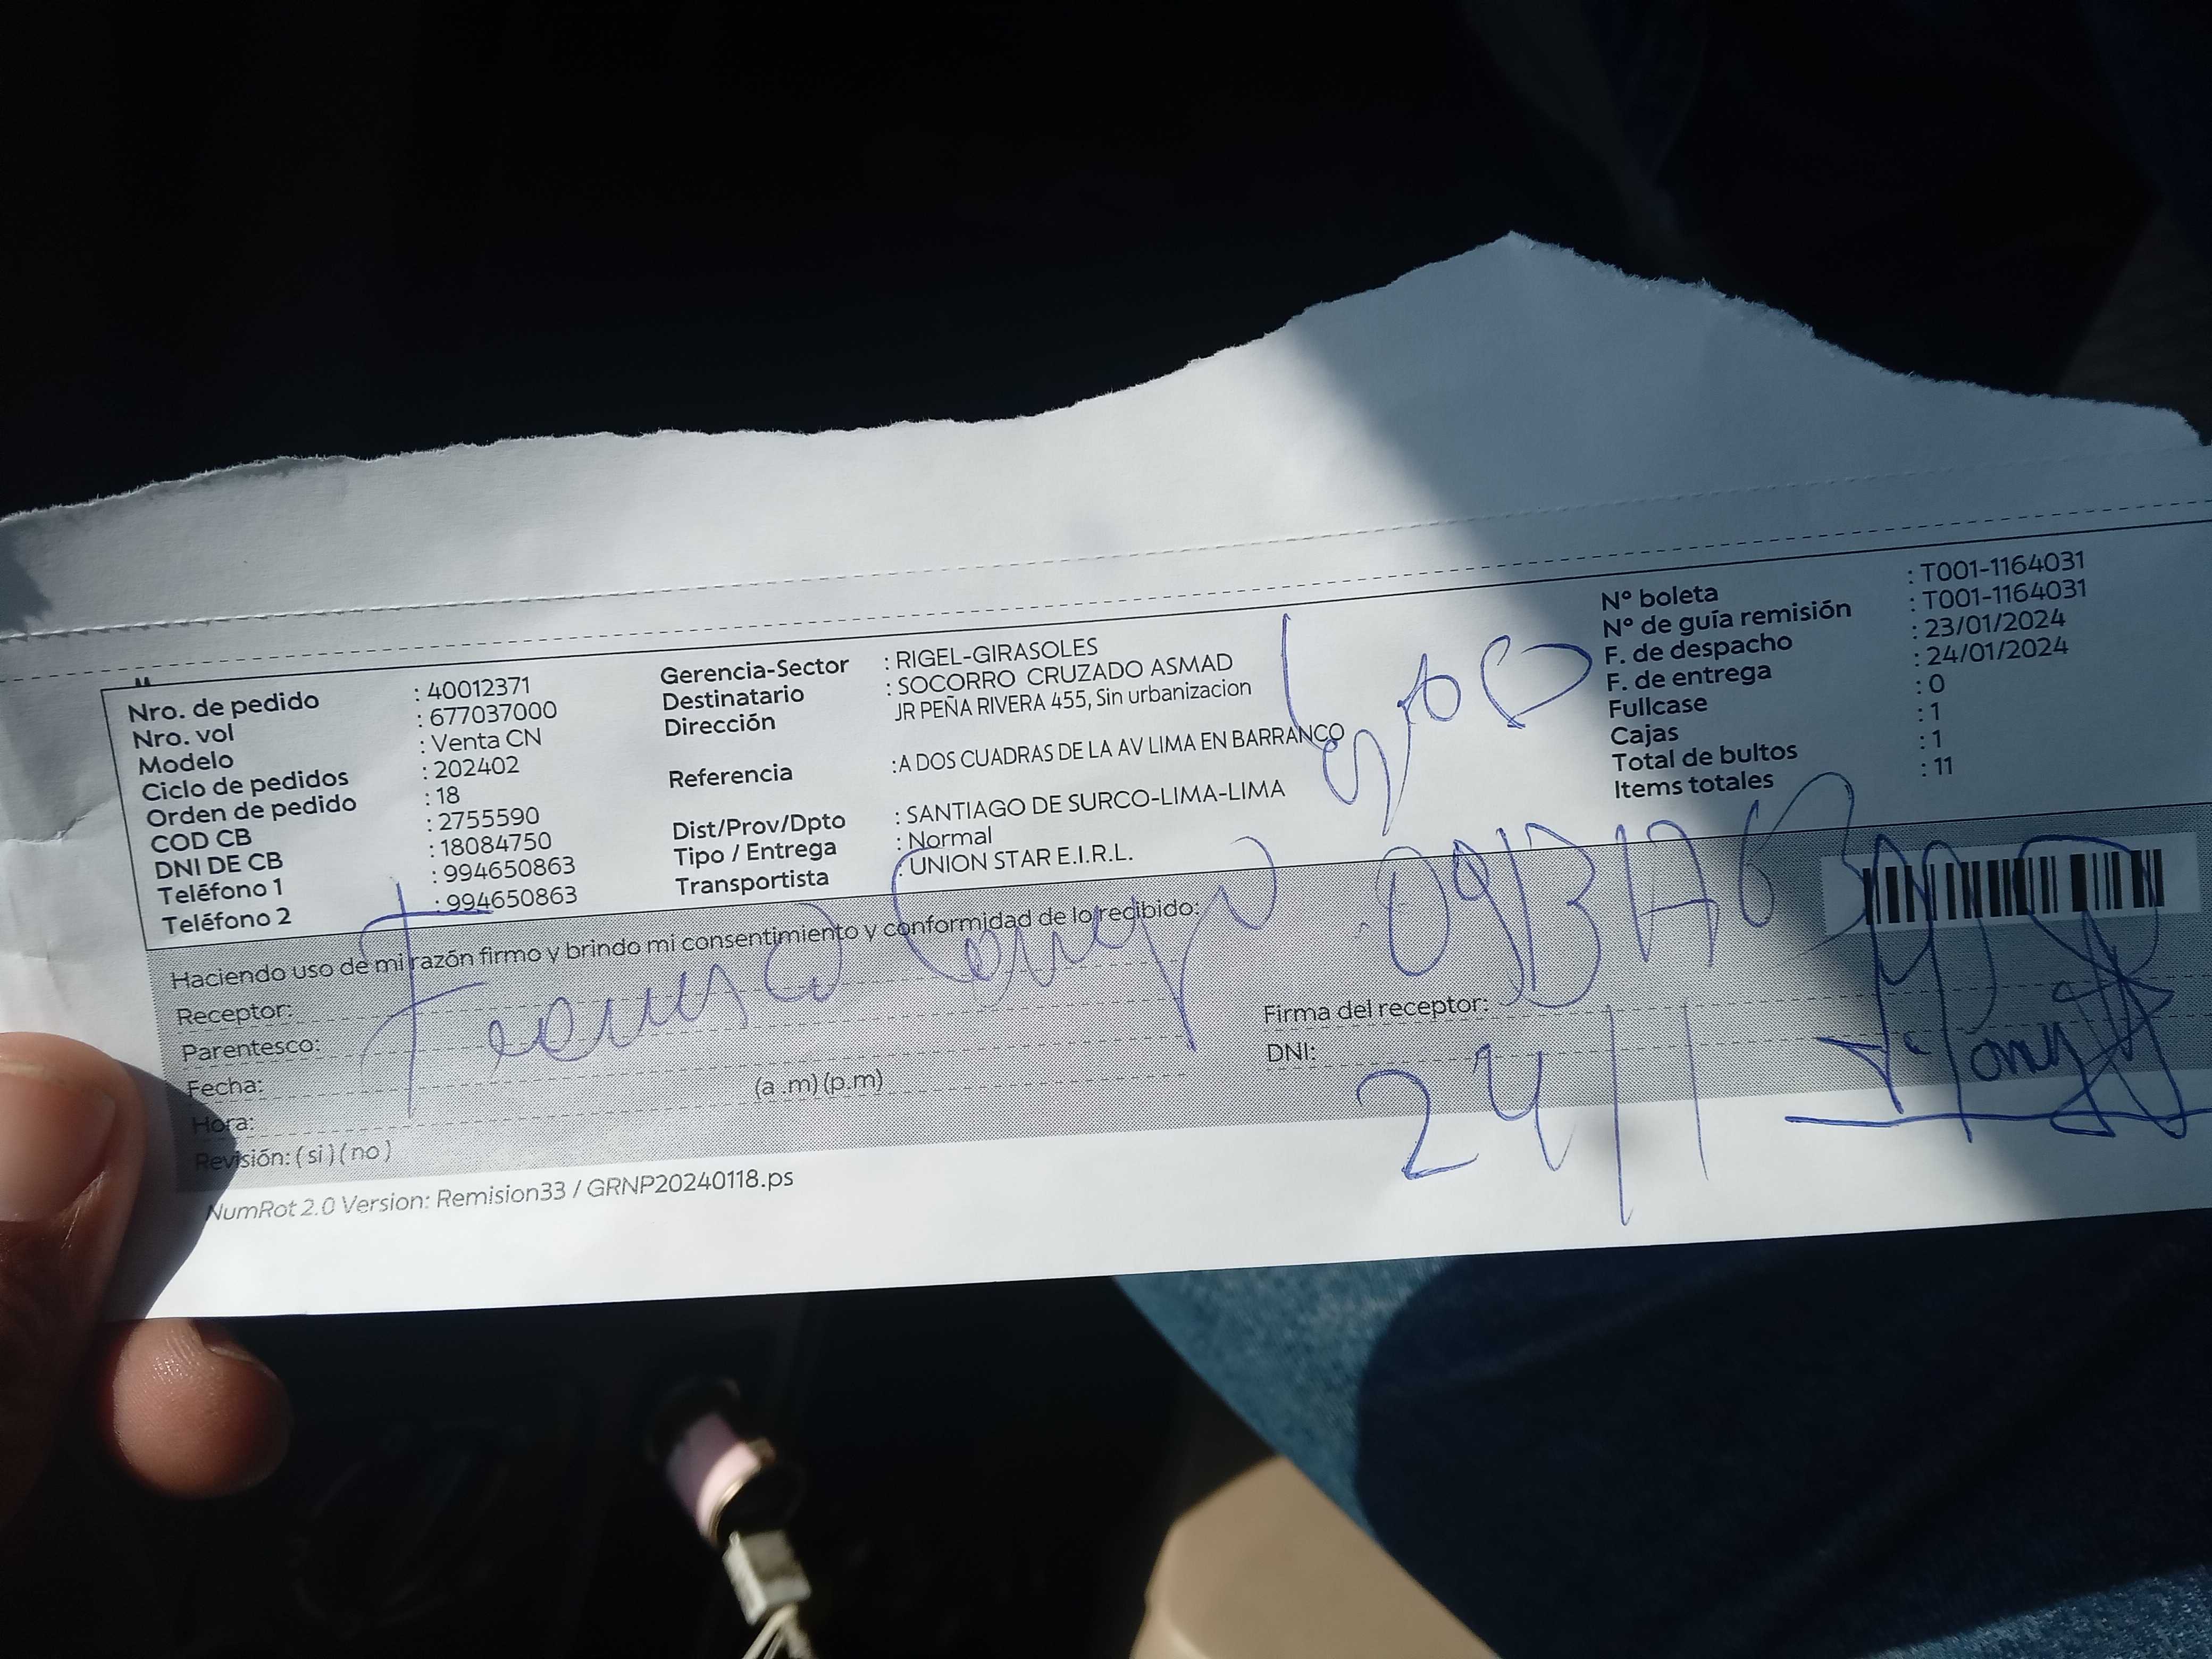 Nro. de pedido : 40012371
Nro. vol : 677037000
Modelo : Venta CN
Ciclo de pedidos : 202402
Orden de pedido : 18
COD CB : 2755590
DNI DE CB : 18084750
Teléfono 1 : 994650863
Teléfono 2 : 994650863
Gerencia-Sector : RIGEL-GIRASOLES
Destinatario : SOCORRO CRUZADO ASMAD
Dirección JR PEÑA RIVERA 455, Sin urbanizacion
Referencia :A DOS CUADRAS DE LA AV LIMA EN BARRANCO
Dist/Prov/Dpto : SANTIAGO DE SURCO-LIMA-LIMA
Tipo / Entrega : Normal
Transportista : UNION STAR E.I.R.L.
Nº boleta : T001-1164031
Nº de guía remisión : T001-1164031
F. de despacho : 23/01/2024
F. de entrega : 24/01/2024
Fullcase : 0
Cajas : 1
Total de bultos : 1
Items totales : 11
Haciendo uso de mi razón firmo y brindo mi consentimiento y conformidad de lo recibido:
Receptor:
Parentesco:
Fecha:
Hora: (a .m) (p.m)
Revisión: ( si ) ( no )
Firma del receptor:
DNI:
24/1
NumRot 2.0 Version: Remision33 / GRNP20240118.ps